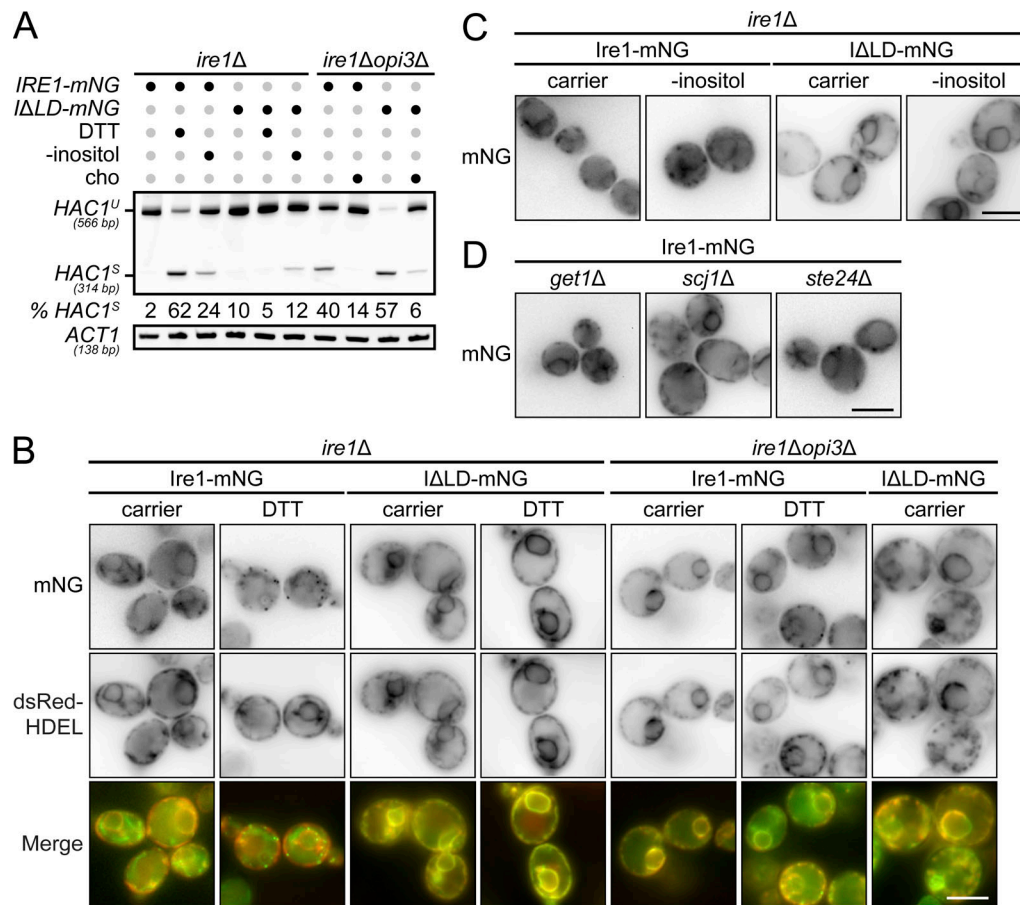 A
ire1Δ ire1Δopi3Δ
IRE1-mNG
IΔLD-mNG
DTT
-inositol
cho
HAC1ᵁ
(566 bp)
HAC1ˢ
(314 bp)
% HAC1ˢ 2 62 24 10 5 12 40 14 57 6
ACT1
(138 bp)
B
ire1Δ ire1Δopi3Δ
Ire1-mNG IΔLD-mNG Ire1-mNG IΔLD-mNG
carrier DTT carrier DTT carrier DTT carrier
mNG
dsRed-
HDEL
Merge
C
ire1Δ
Ire1-mNG IΔLD-mNG
carrier -inositol carrier -inositol
mNG
D
Ire1-mNG
get1Δ scj1Δ ste24Δ
mNG